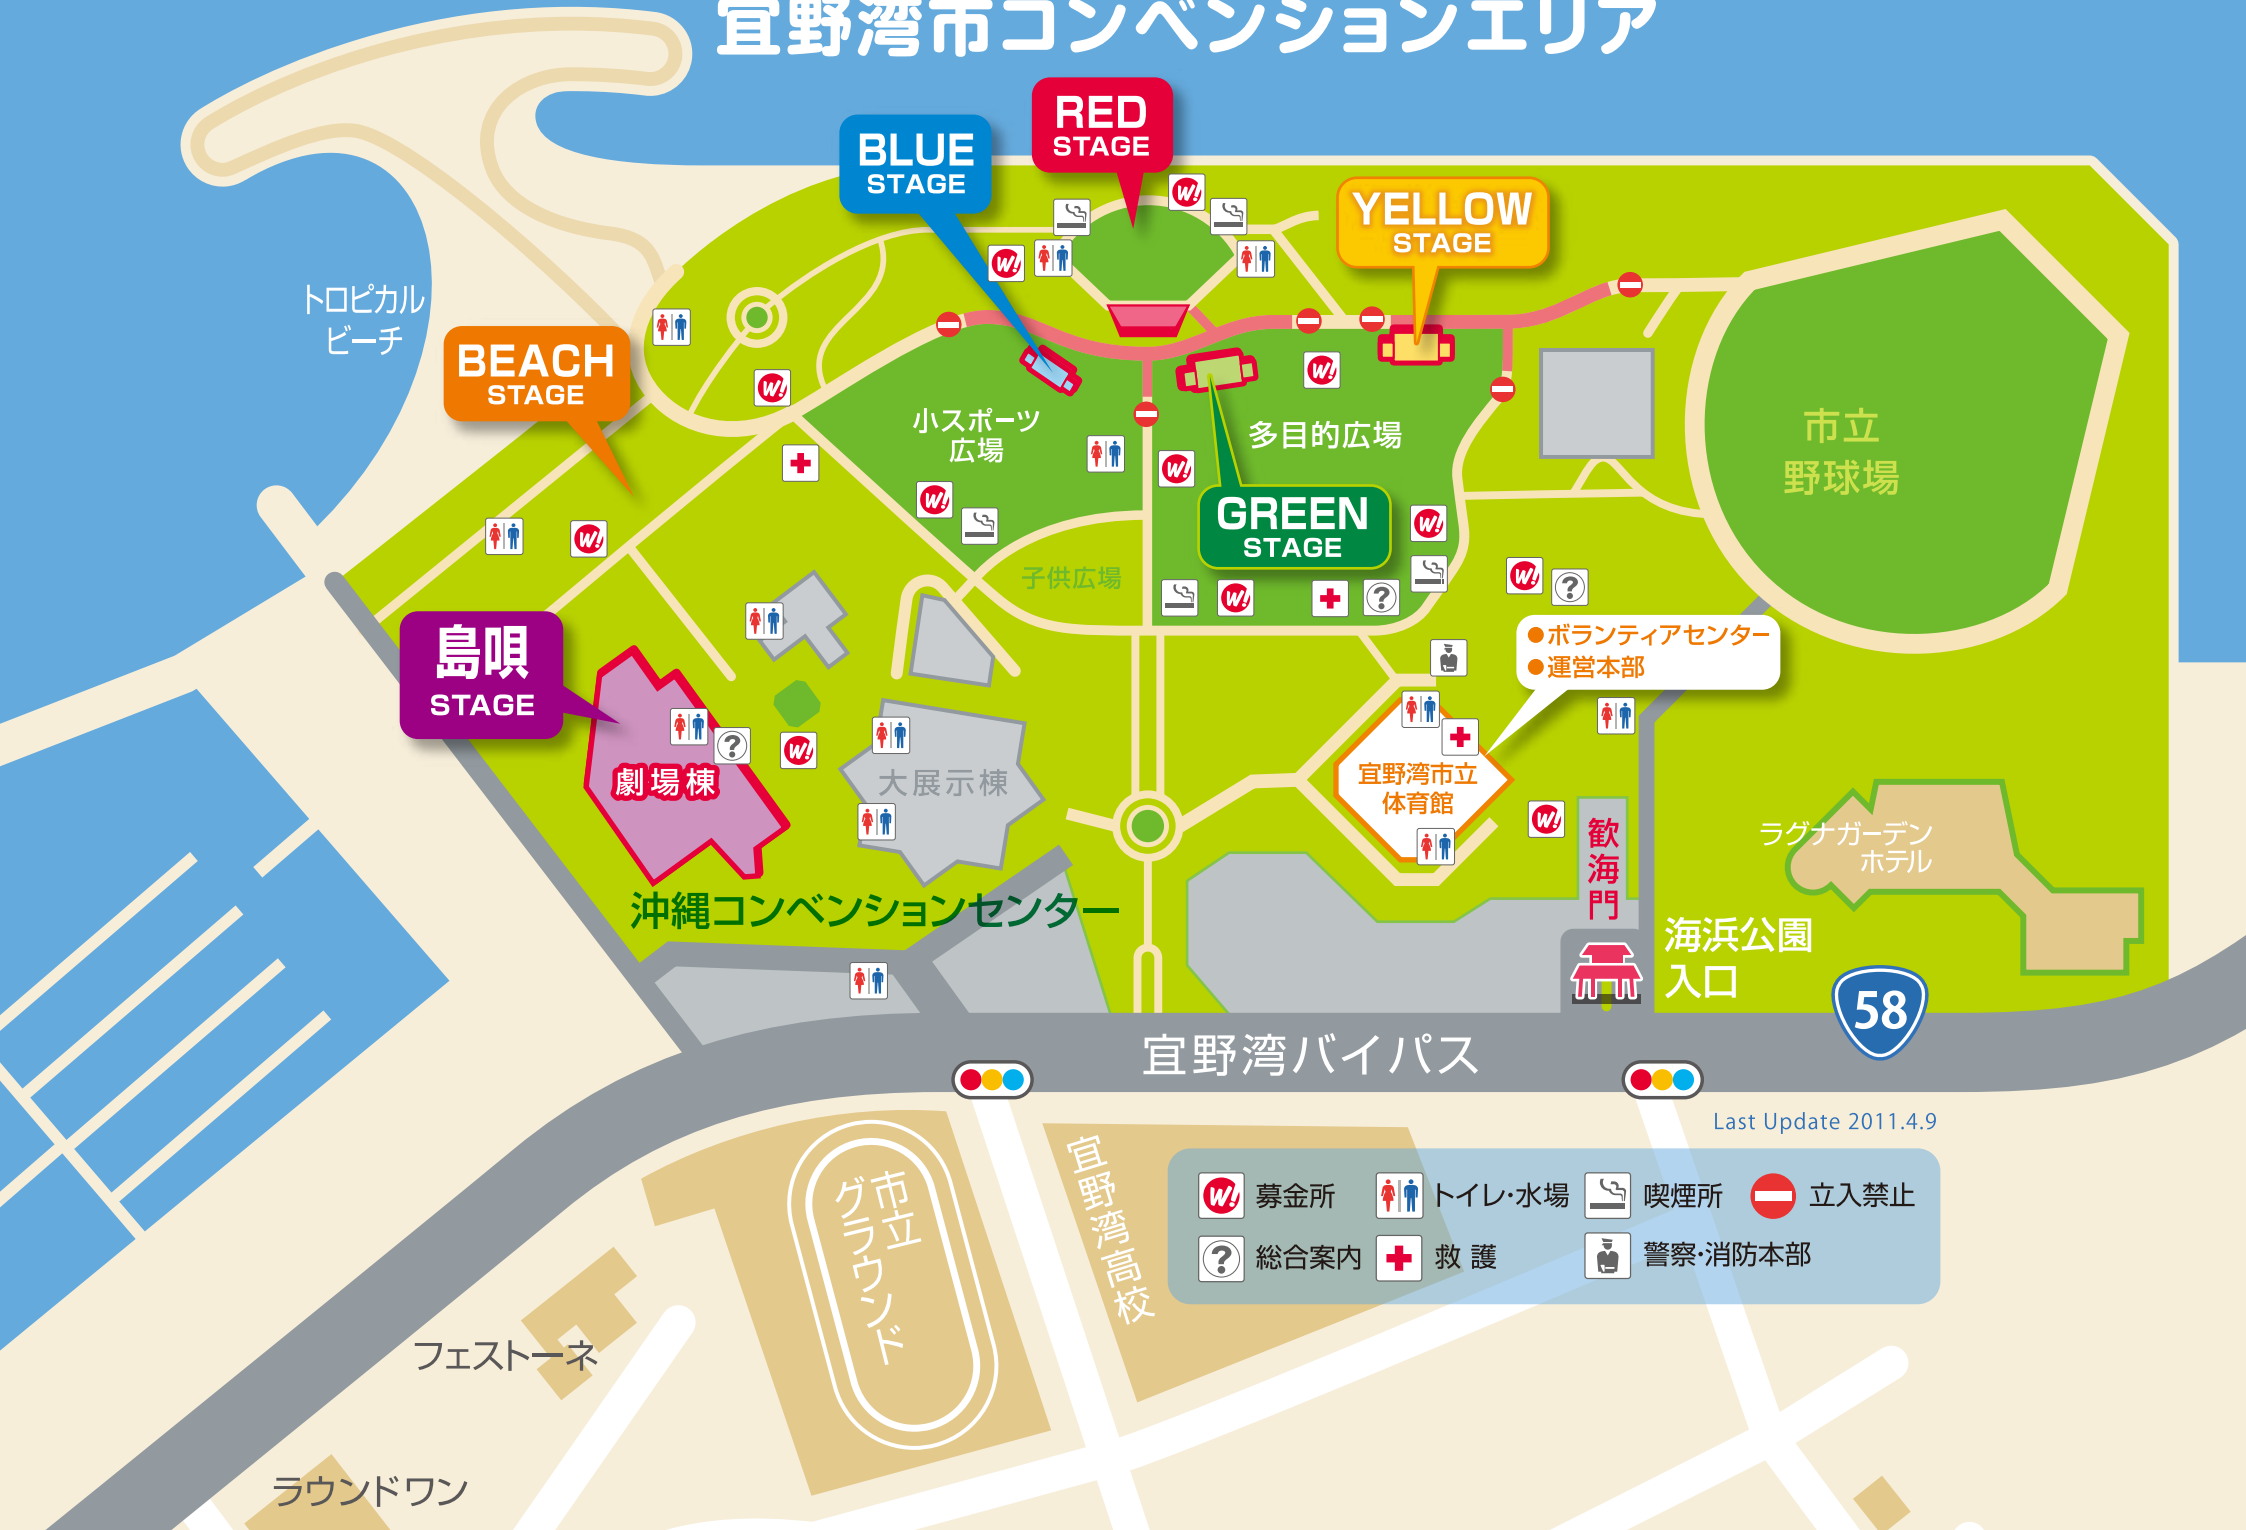 宜野湾市コンベンションエリア
RED
STAGE
BLUE
STAGE
YELLOW
STAGE
トロピカル
ビーチ
BEACH
STAGE
小スポーツ
広場
多目的広場
市立
野球場
GREEN
STAGE
子供広場
島唄
STAGE
●ボランティアセンター
●運営本部
劇場棟
大展示棟
宜野湾市立
体育館
歓海門
ラグナガーデン
ホテル
沖縄コンベンションセンター
海浜公園
入口
58
宜野湾バイパス
Last Update 2011.4.9
市立
グラウンド
宜野湾高校
W! 募金所
トイレ・水場
喫煙所
立入禁止
? 総合案内
救護
警察・消防本部
フェストーネ
ラウンドワン